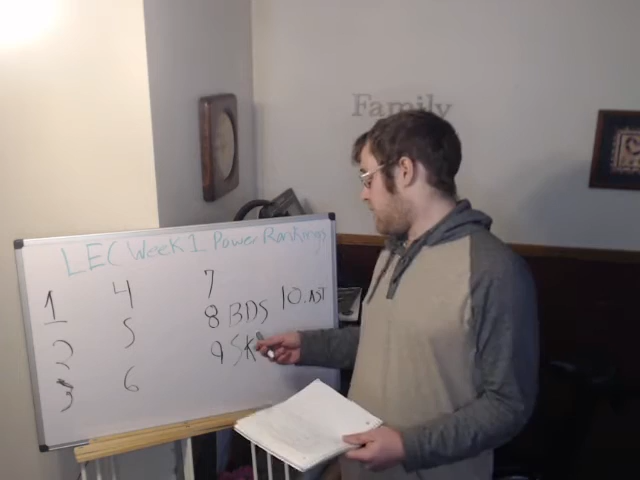 Family
LEC Week 1 Power Rankings
1 4 7
2 5 8 BDS 10. AST
3 6 9 SK